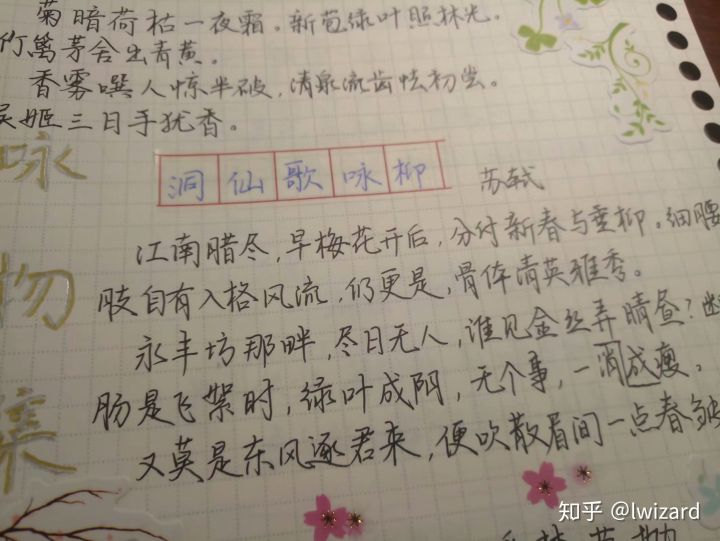 菊暗荷枯一夜霜。新苞绿叶照林光。
竹篱茅舍出青黄。
香雾噀人惊半破,清泉流齿怯初尝。
吴姬三日手犹香。
咏物集
洞仙歌咏柳 苏轼
江南腊尽,早梅花开后,分付新春与垂柳。细腰
肢自有入格风流,仍更是,骨体清英雅秀。
永丰坊那畔,尽日无人,谁见金丝弄晴昼?
肠是飞絮时,绿叶成阴,无个事,一消成瘦。
又莫是东风逐君来,便吹散眉间一点春皱
知乎 @lwizard